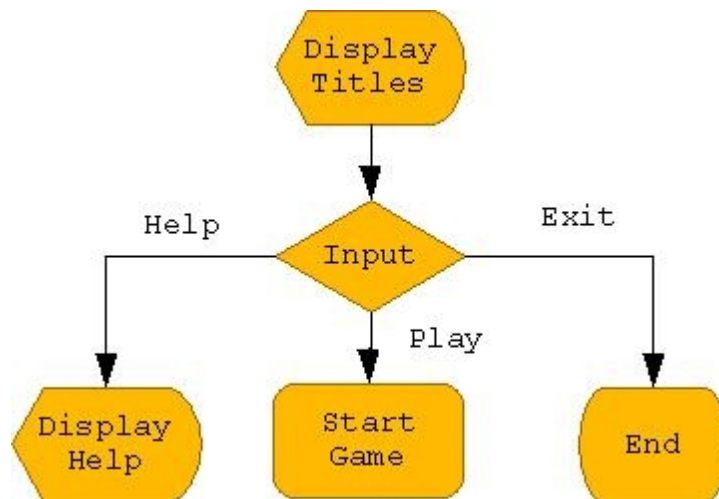 Display
Titles
Help
Exit
Input
Play
Display
Help
Start
Game
End